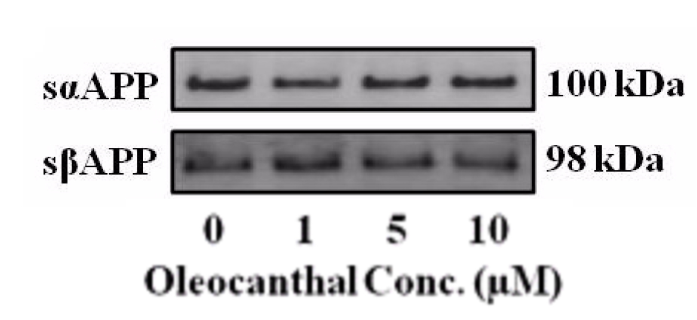 sαAPP 100 kDa
sβAPP 98 kDa
0 1 5 10
Oleocanthal Conc. (μM)